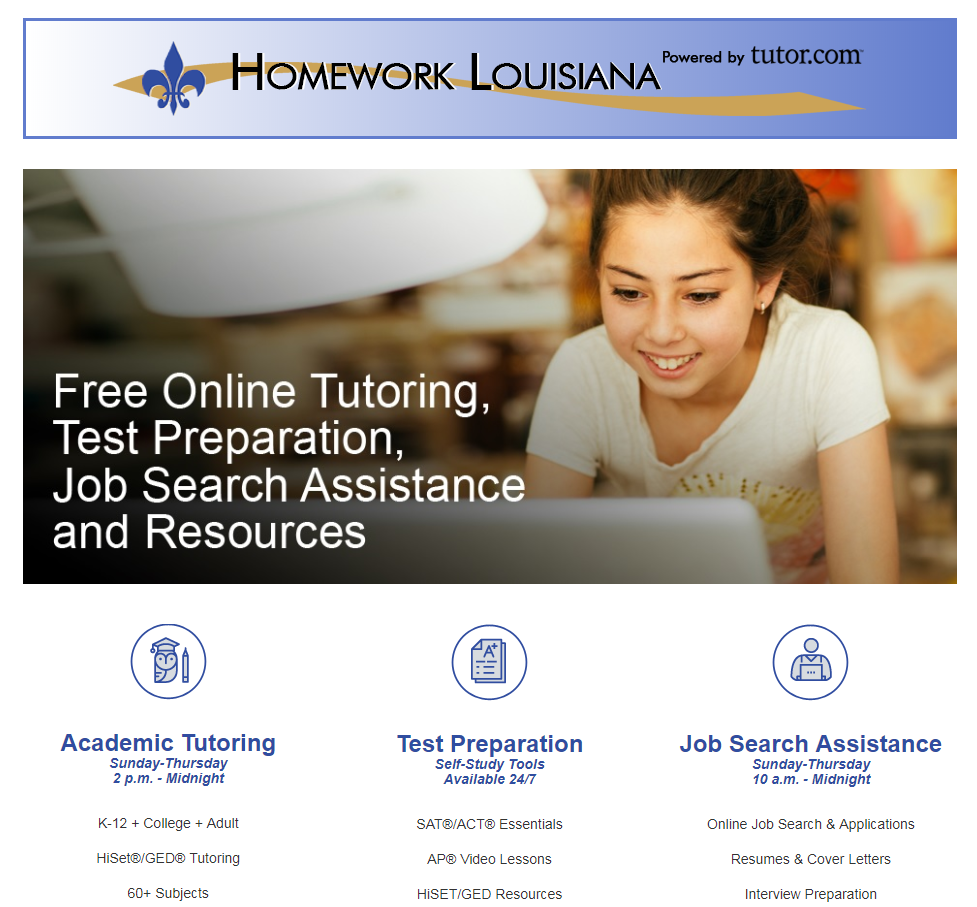 HOMEWORK LOUISIANA Powered by tutor.com™
Free Online Tutoring,
Test Preparation,
Job Search Assistance
and Resources
A+
Academic Tutoring
Sunday-Thursday
2 p.m. - Midnight
K-12 + College + Adult
HiSet®/GED® Tutoring
60+ Subjects
Test Preparation
Self-Study Tools
Available 24/7
SAT®/ACT® Essentials
AP® Video Lessons
HiSET/GED Resources
Job Search Assistance
Sunday-Thursday
10 a.m. - Midnight
Online Job Search & Applications
Resumes & Cover Letters
Interview Preparation